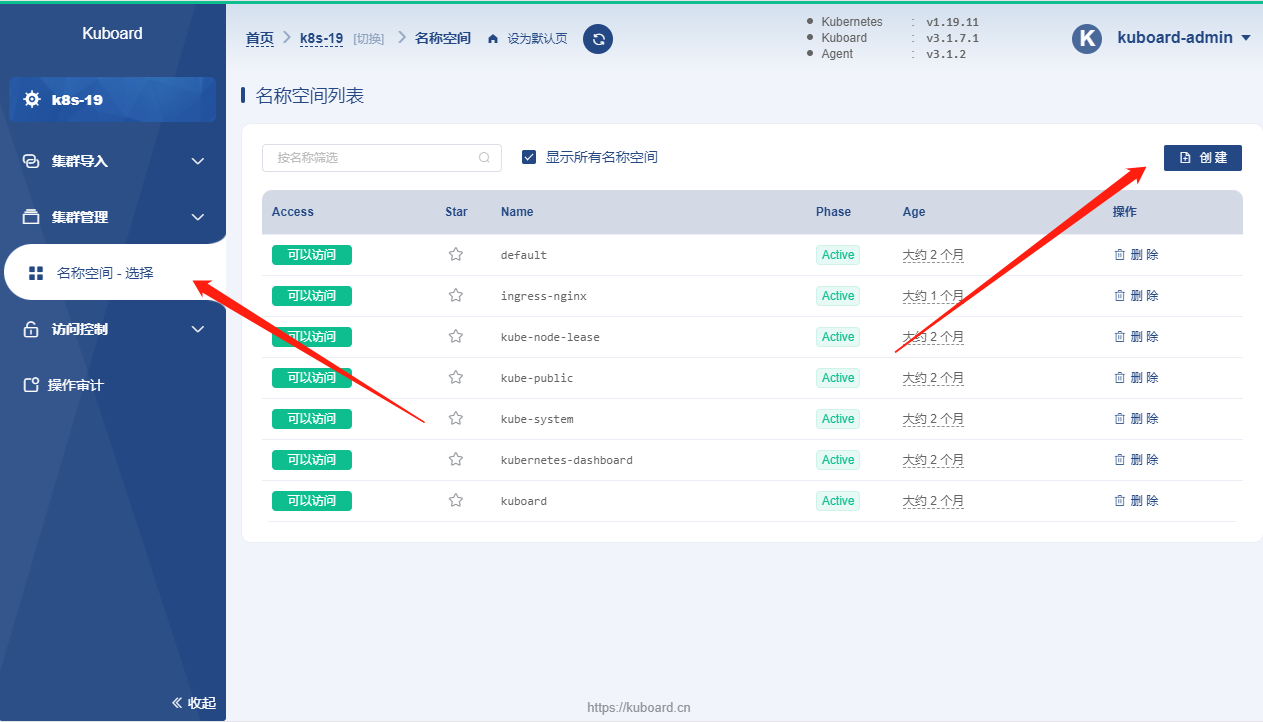 Kuboard
k8s-19
集群导入
集群管理
名称空间 - 选择
访问控制
操作审计
收起
首页 k8s-19 [切换] 名称空间 设为默认页
Kubernetes : v1.19.11
Kuboard : v3.1.7.1
Agent : v3.1.2
K kuboard-admin
名称空间列表
按名称筛选 显示所有名称空间 创建
Access Star Name Phase Age 操作
可以访问 default Active 大约 2 个月 删除
可以访问 ingress-nginx Active 大约 1 个月 删除
可以访问 kube-node-lease Active 大约 2 个月 删除
可以访问 kube-public Active 大约 2 个月 删除
可以访问 kube-system Active 大约 2 个月 删除
可以访问 kubernetes-dashboard Active 大约 2 个月 删除
可以访问 kuboard Active 大约 2 个月 删除
https://kuboard.cn